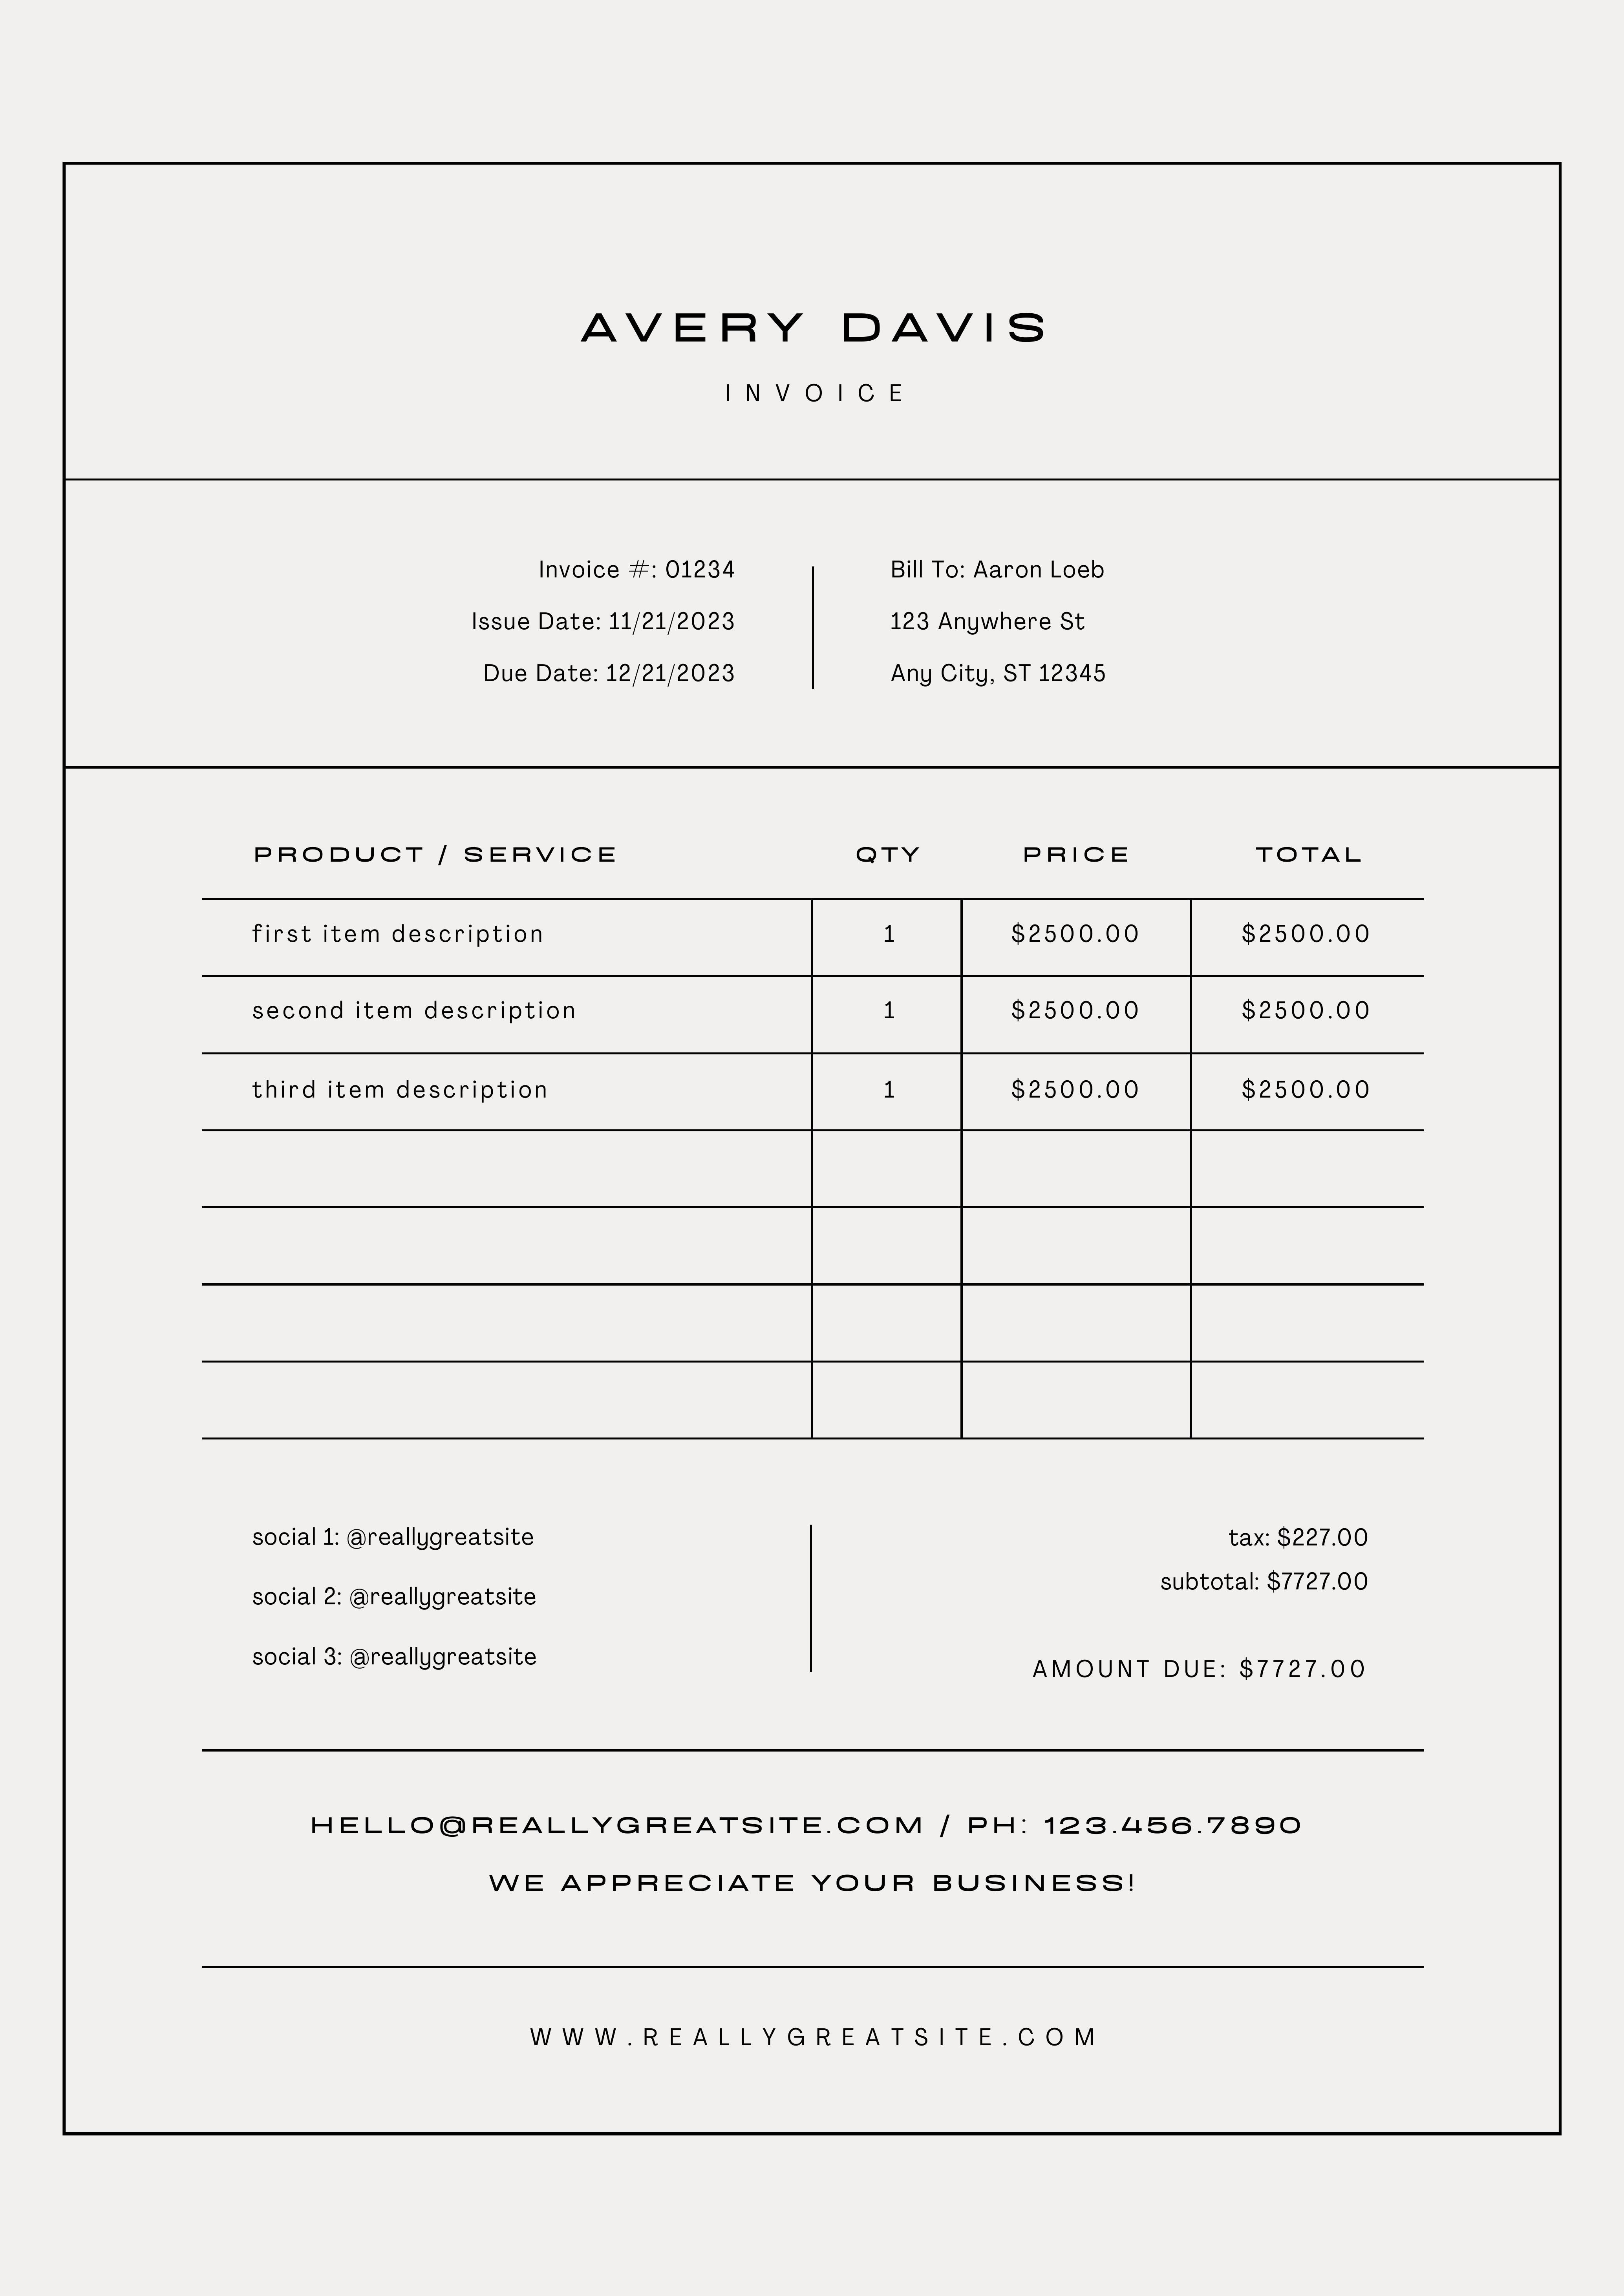 AVERY DAVIS
INVOICE
Invoice #: 01234
Issue Date: 11/21/2023
Due Date: 12/21/2023
Bill To: Aaron Loeb
123 Anywhere St
Any City, ST 12345
PRODUCT / SERVICE QTY PRICE TOTAL
first item description 1 $2500.00 $2500.00
second item description 1 $2500.00 $2500.00
third item description 1 $2500.00 $2500.00
social 1: @reallygreatsite
social 2: @reallygreatsite
social 3: @reallygreatsite
tax: $227.00
subtotal: $7727.00
AMOUNT DUE: $7727.00
HELLO@REALLYGREATSITE.COM / PH: 123.456.7890
WE APPRECIATE YOUR BUSINESS!
WWW.REALLYGREATSITE.COM